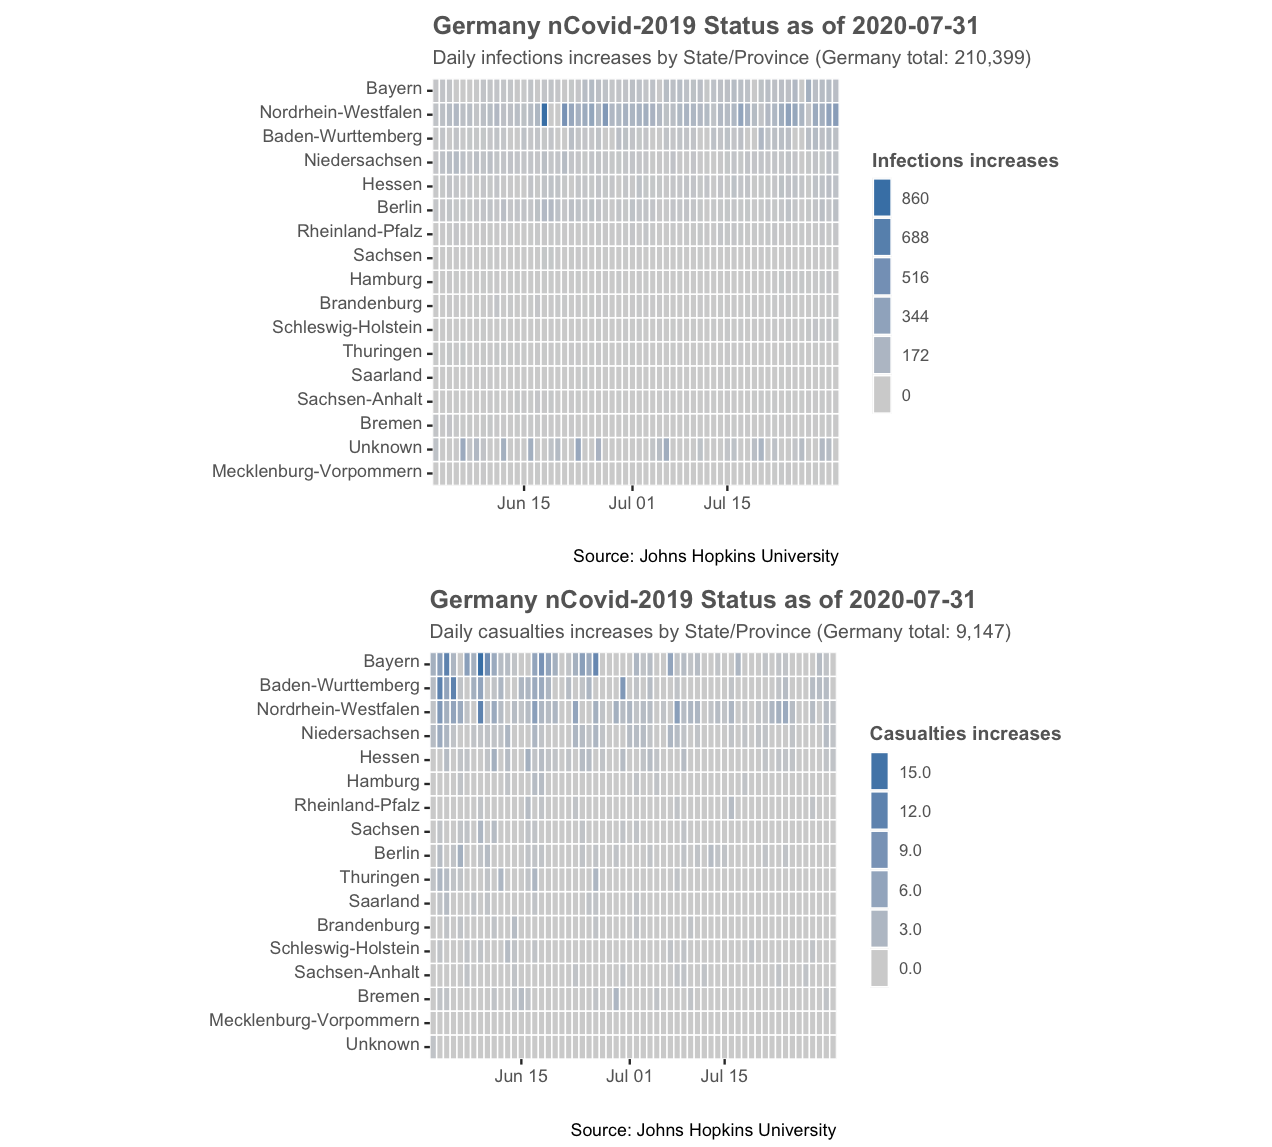 Germany nCovid-2019 Status as of 2020-07-31
Daily infections increases by State/Province (Germany total: 210,399)
Bayern
Nordrhein-Westfalen
Baden-Wurttemberg
Niedersachsen
Hessen
Berlin
Rheinland-Pfalz
Sachsen
Hamburg
Brandenburg
Schleswig-Holstein
Thuringen
Saarland
Sachsen-Anhalt
Bremen
Unknown
Mecklenburg-Vorpommern
Jun 15 Jul 01 Jul 15
Infections increases
860
688
516
344
172
0
Source: Johns Hopkins University
Germany nCovid-2019 Status as of 2020-07-31
Daily casualties increases by State/Province (Germany total: 9,147)
Bayern
Baden-Wurttemberg
Nordrhein-Westfalen
Niedersachsen
Hessen
Hamburg
Rheinland-Pfalz
Sachsen
Berlin
Thuringen
Saarland
Brandenburg
Schleswig-Holstein
Sachsen-Anhalt
Bremen
Mecklenburg-Vorpommern
Unknown
Jun 15 Jul 01 Jul 15
Casualties increases
15.0
12.0
9.0
6.0
3.0
0.0
Source: Johns Hopkins University